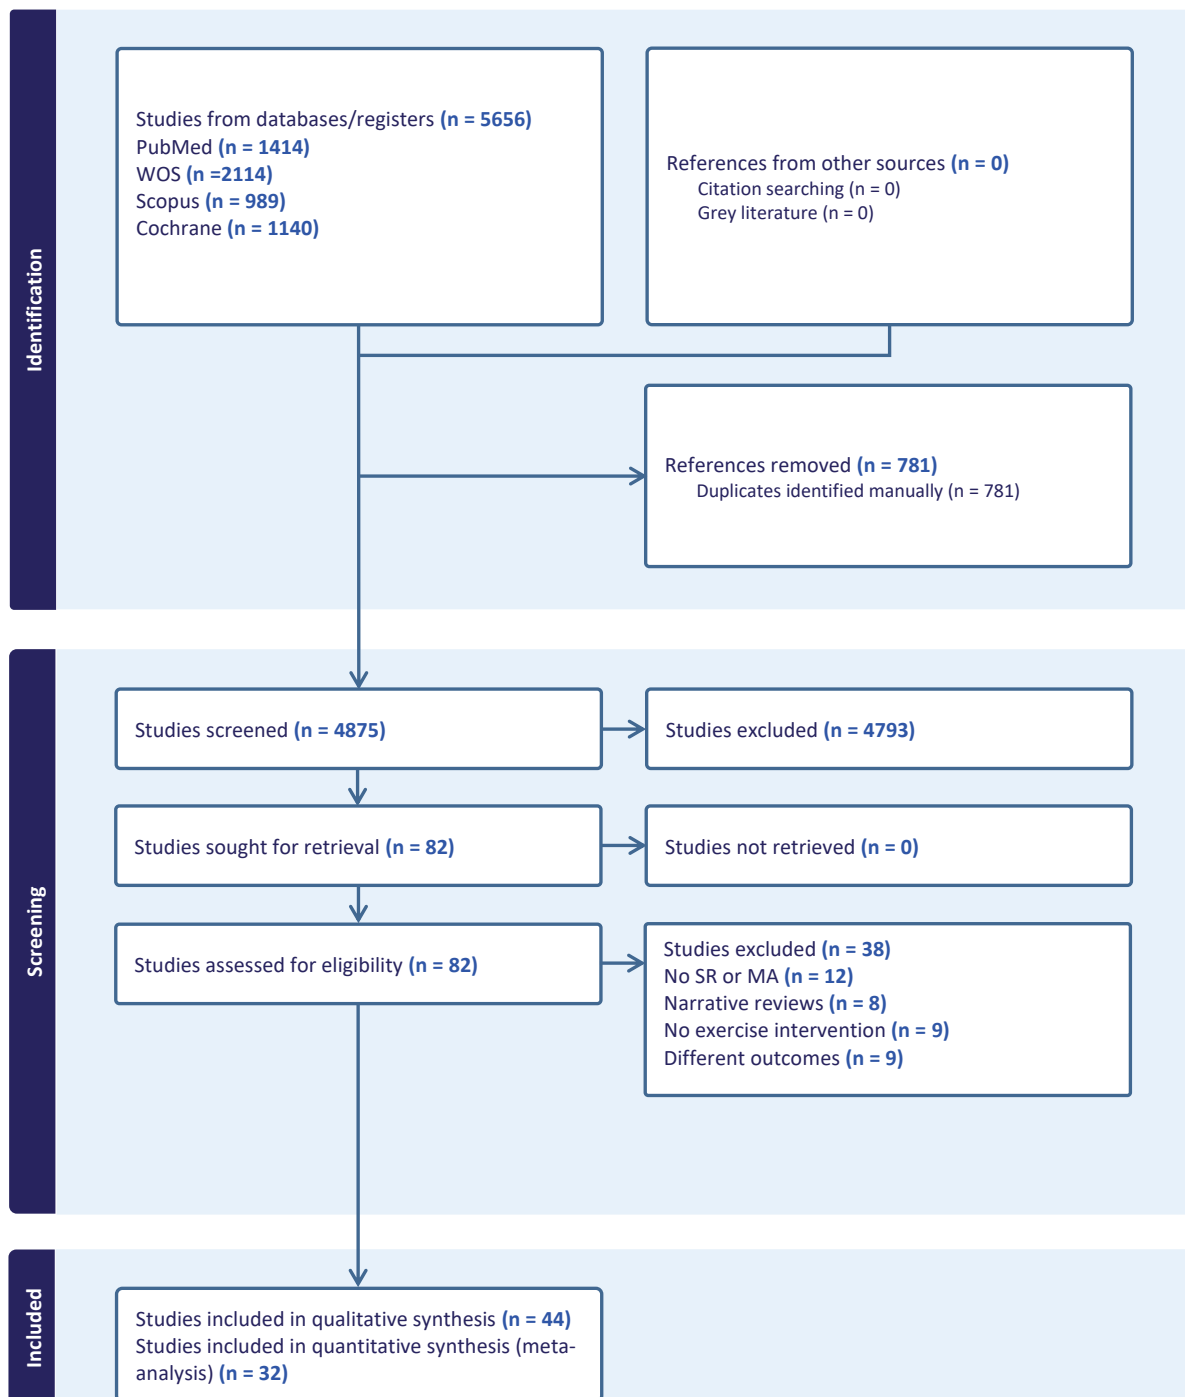 Identification
Studies from databases/registers (n = 5656)
PubMed (n = 1414)
WOS (n =2114)
Scopus (n = 989)
Cochrane (n = 1140)
References from other sources (n = 0)
Citation searching (n = 0)
Grey literature (n = 0)
References removed (n = 781)
Duplicates identified manually (n = 781)
Screening
Studies screened (n = 4875)
Studies excluded (n = 4793)
Studies sought for retrieval (n = 82)
Studies not retrieved (n = 0)
Studies assessed for eligibility (n = 82)
Studies excluded (n = 38)
No SR or MA (n = 12)
Narrative reviews (n = 8)
No exercise intervention (n = 9)
Different outcomes (n = 9)
Included
Studies included in qualitative synthesis (n = 44)
Studies included in quantitative synthesis (meta-
analysis) (n = 32)